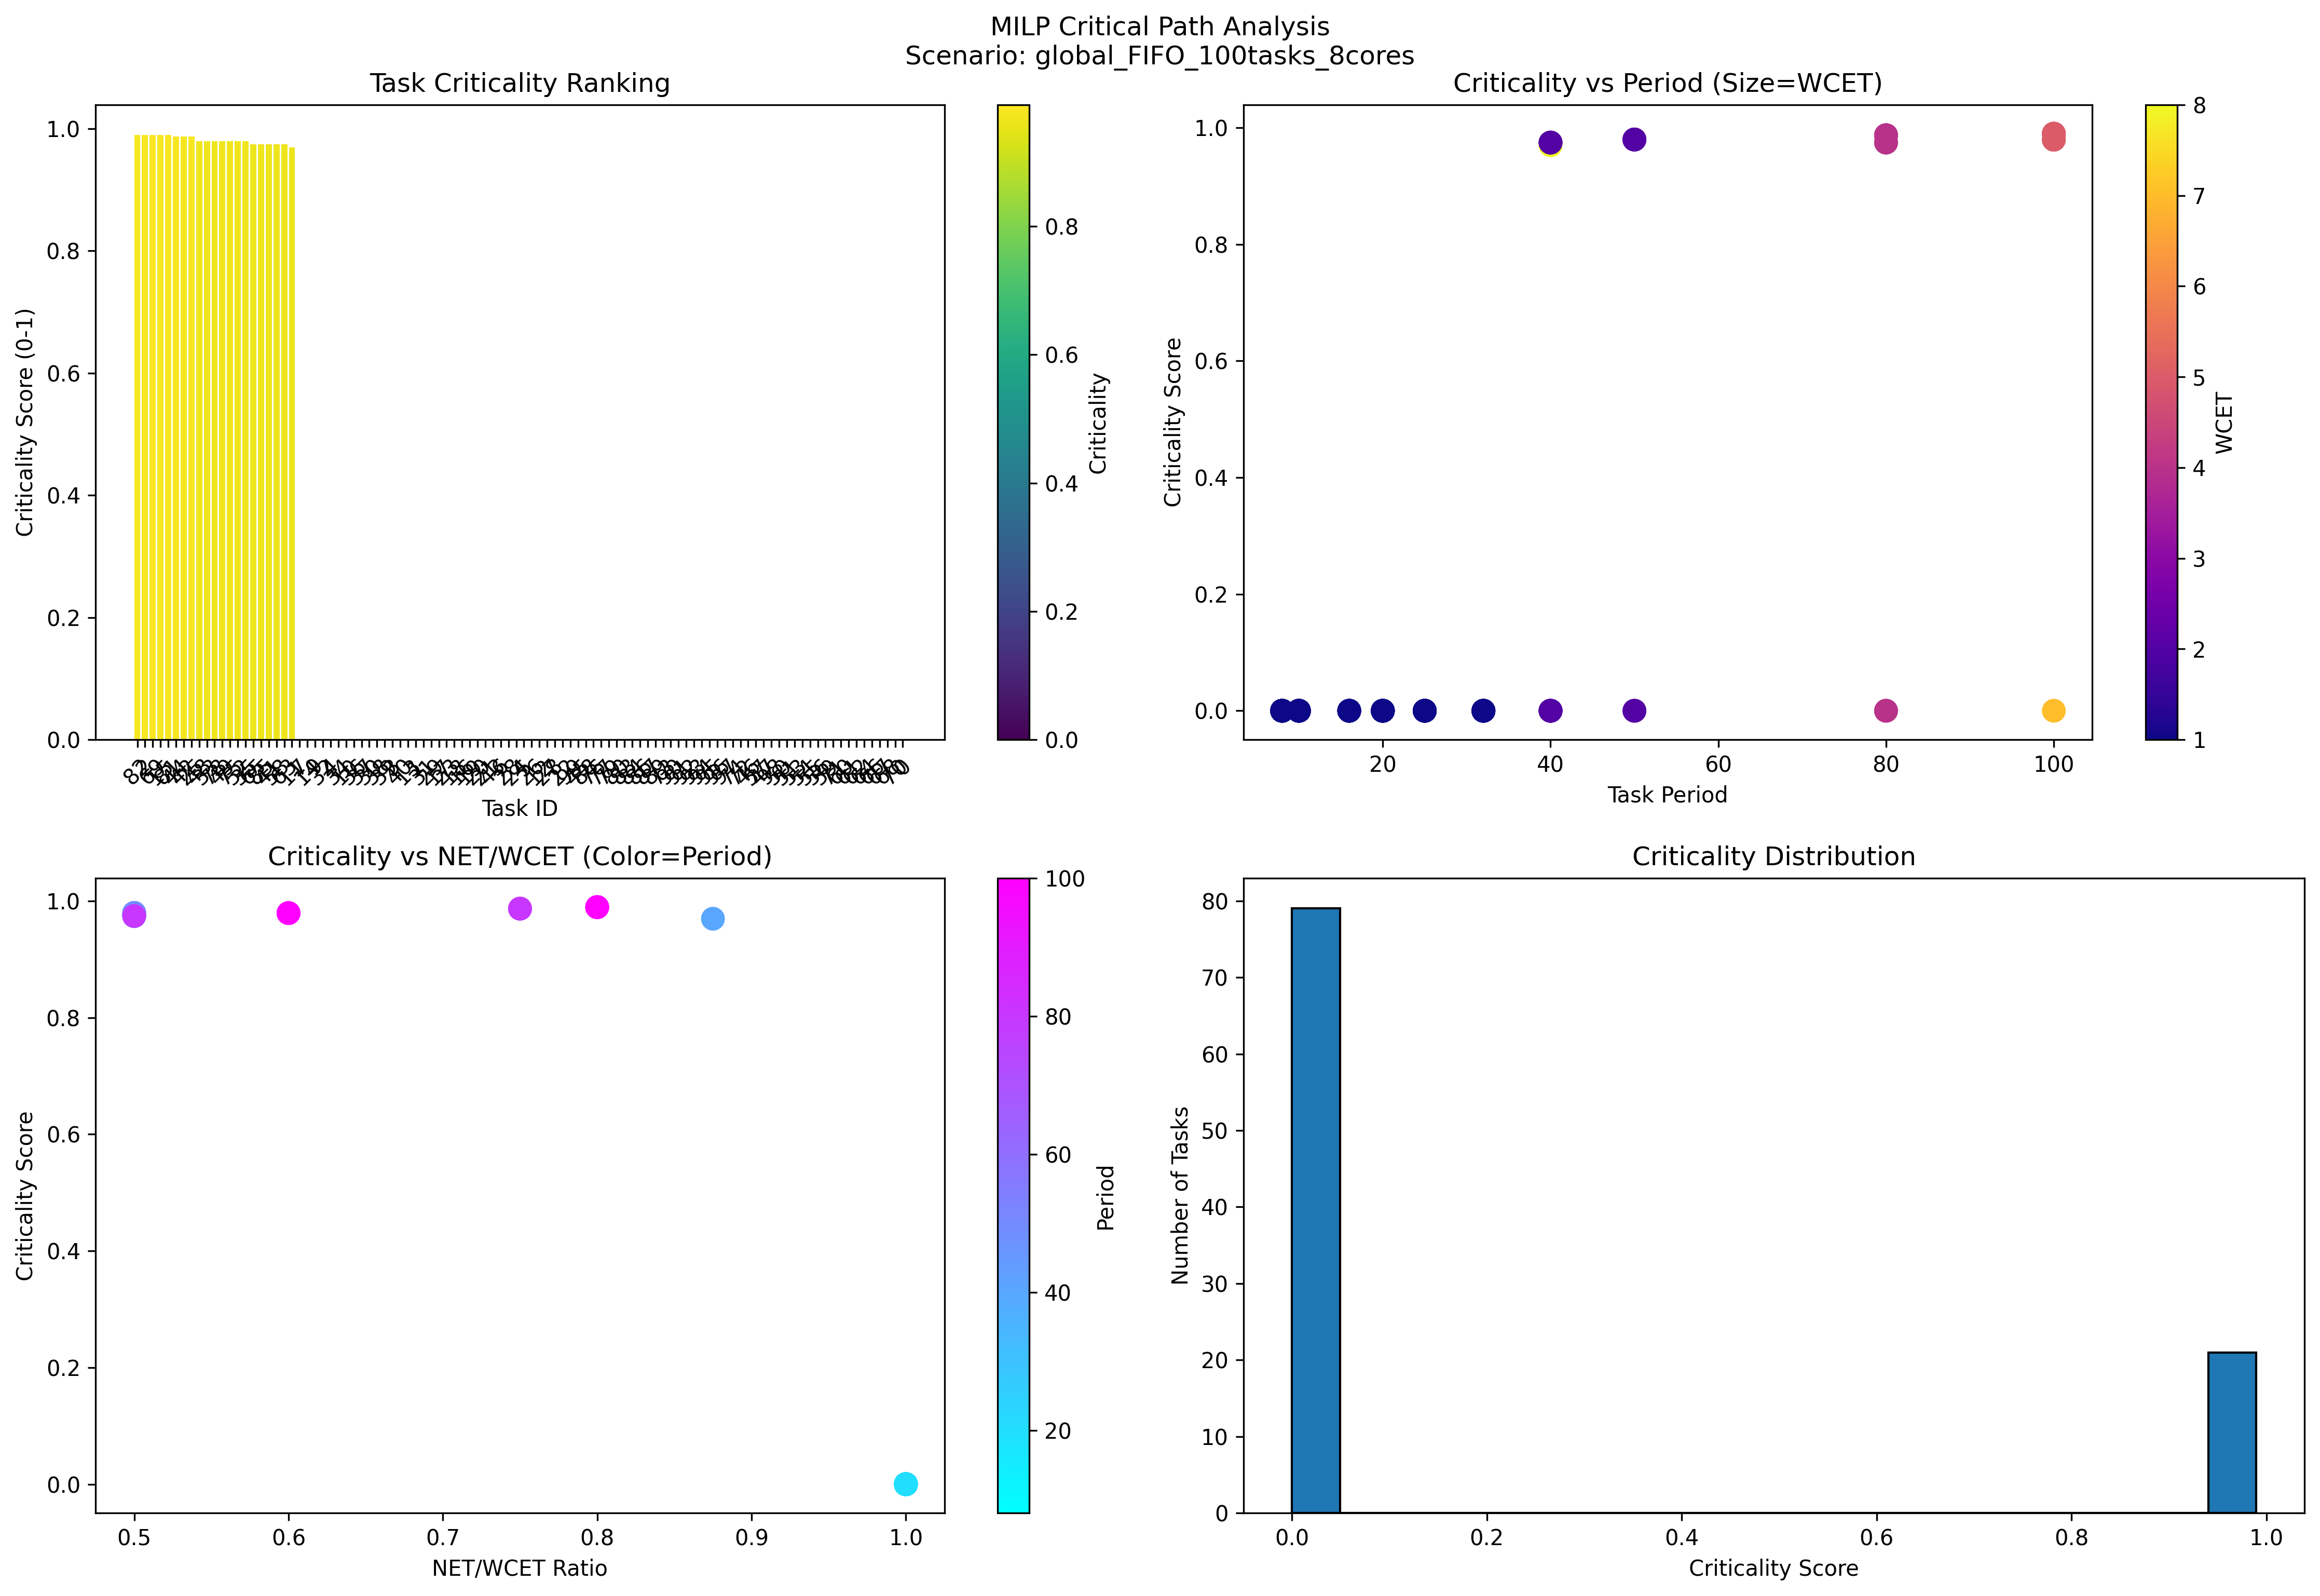 MILP Critical Path Analysis
Scenario: global_FIFO_100tasks_8cores
Task Criticality Ranking
1.0
0.8
0.6
0.4
0.2
0.0
Criticality Score (0-1)
Task ID
0.8
0.6
0.4
0.2
0.0
Criticality
Criticality vs Period (Size=WCET)
1.0
0.8
0.6
0.4
0.2
0.0
Criticality Score
20 40 60 80 100
Task Period
8
7
6
5
4
3
2
1
WCET
Criticality vs NET/WCET (Color=Period)
1.0
0.8
0.6
0.4
0.2
0.0
Criticality Score
0.5 0.6 0.7 0.8 0.9 1.0
NET/WCET Ratio
100
80
60
40
20
Period
Criticality Distribution
80
70
60
50
40
30
20
10
0
Number of Tasks
0.0 0.2 0.4 0.6 0.8 1.0
Criticality Score